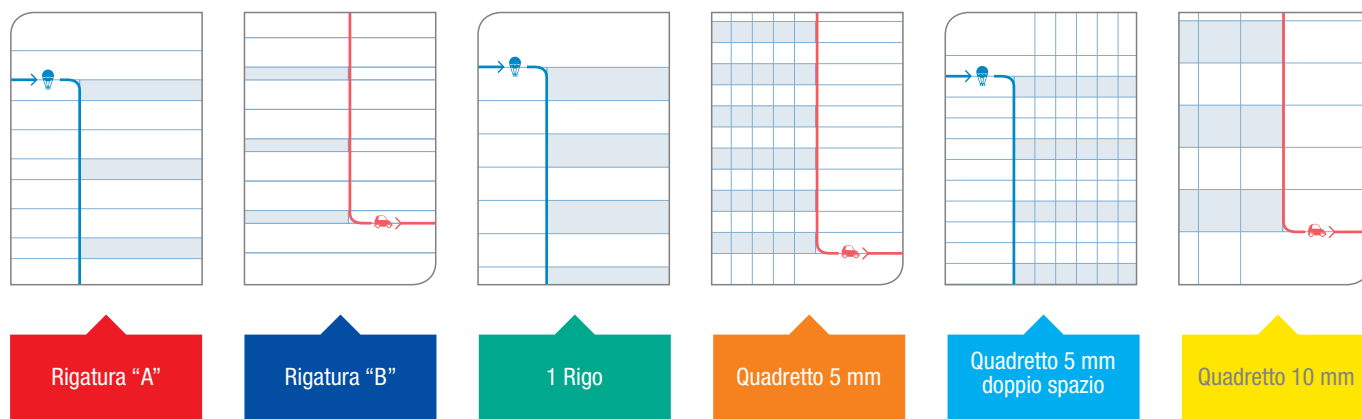 Rigatura “A”
Rigatura “B”
1 Rigo
Quadretto 5 mm
Quadretto 5 mm
doppio spazio
Quadretto 10 mm